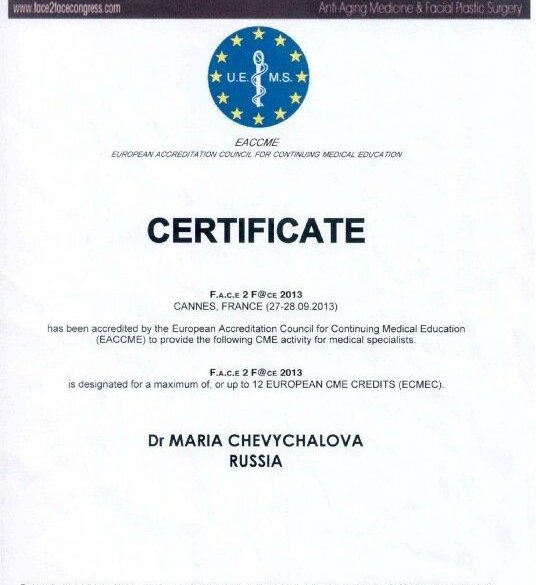 www.face2facecongress.com Anti-Aging Medicine & Facial Plastic Surgery
U.E. M.S.
EACCME
EUROPEAN ACCREDITATION COUNCIL FOR CONTINUING MEDICAL EDUCATION
CERTIFICATE
F.A.C.E 2 F@CE 2013
CANNES, FRANCE (27-28.09.2013)
has been accredited by the European Accreditation Council for Continuing Medical Education
(EACCME) to provide the following CME activity for medical specialists.
F.A.C.E 2 F@CE 2013
is designated for a maximum of, or up to 12 EUROPEAN CME CREDITS (ECMEC).
Dr MARIA CHEVYCHALOVA
RUSSIA